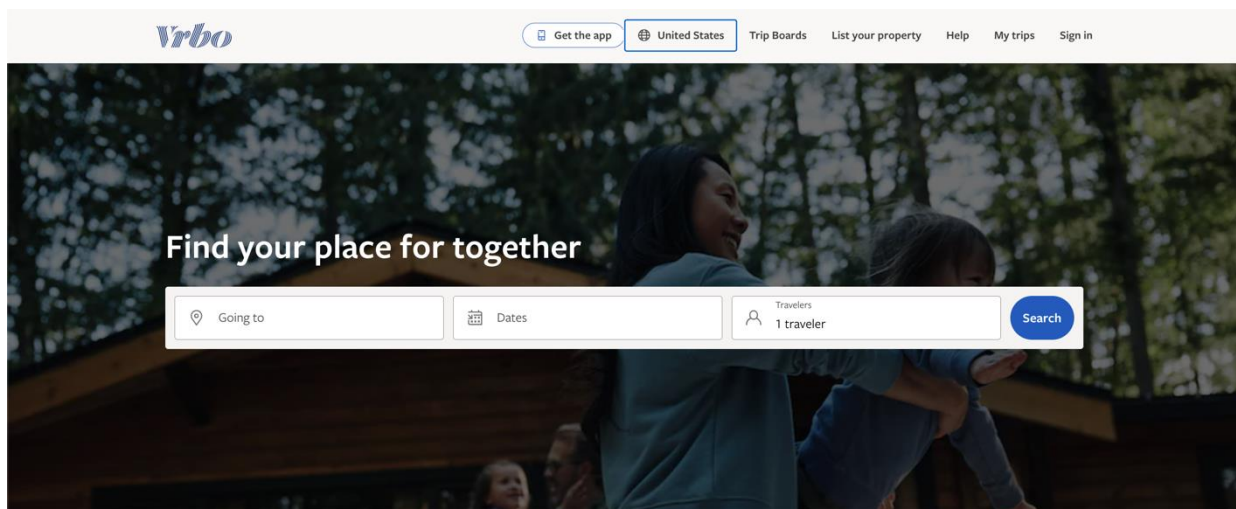 Vrbo
Get the app
United States
Trip Boards
List your property
Help
My trips
Sign in
Find your place for together
Going to
Dates
Travelers
1 traveler
Search